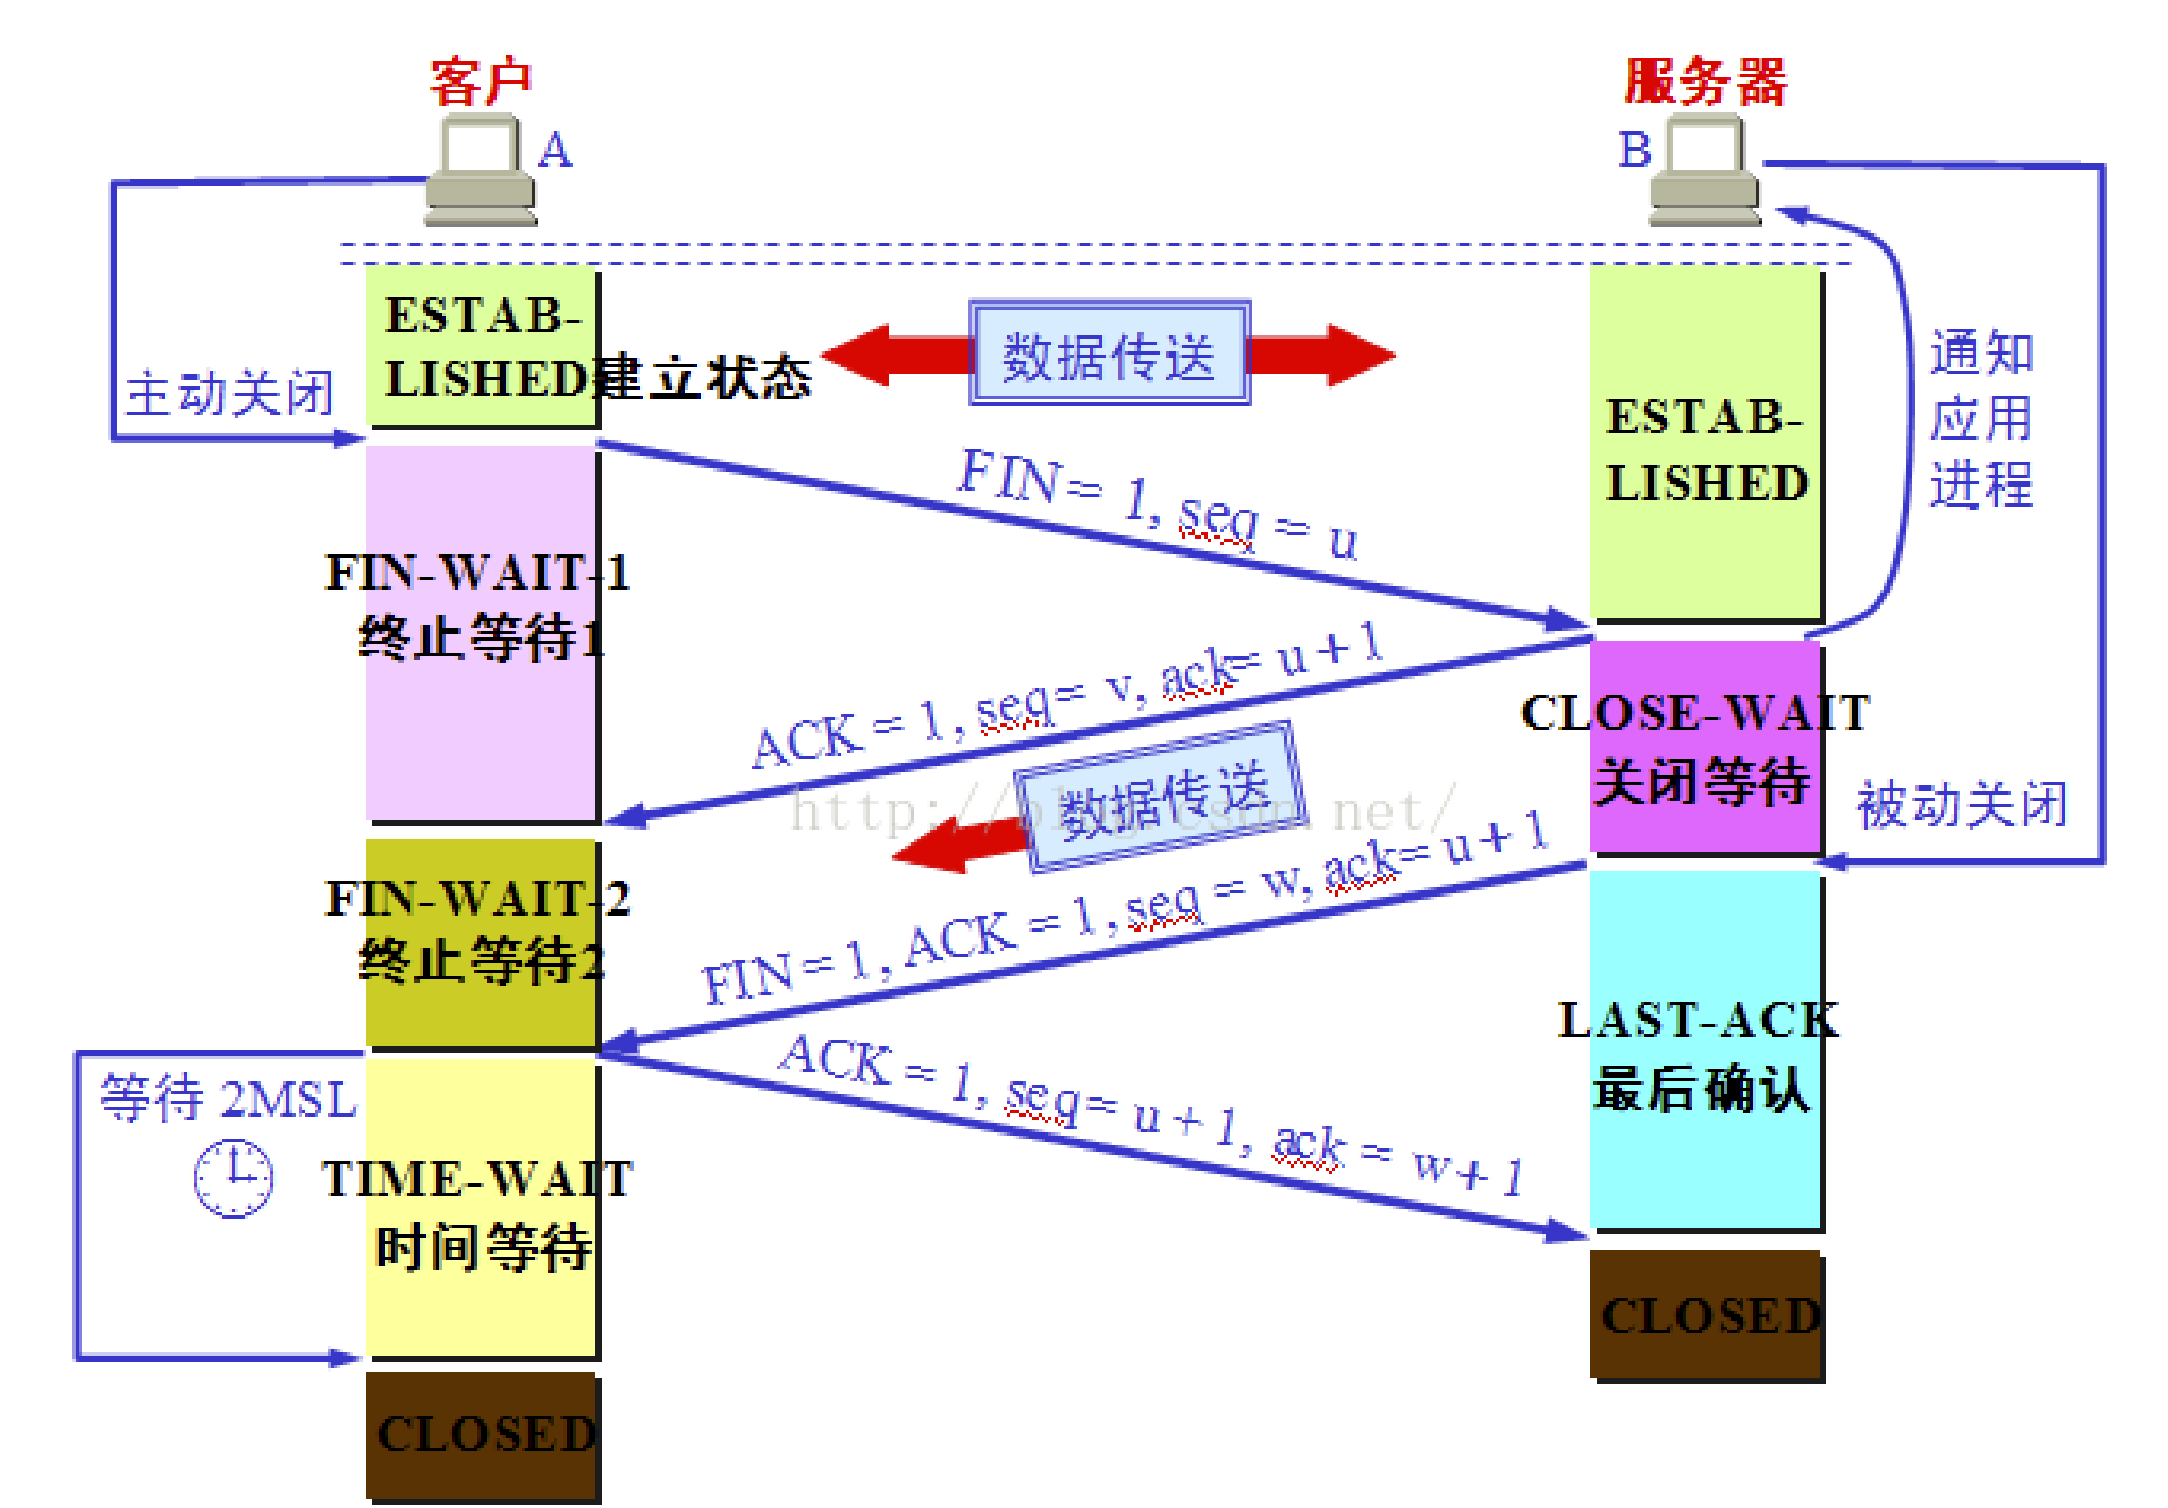 客户
服务器
A
B
ESTAB-
LISHED建立状态
数据传送
主动关闭
ESTAB-
LISHED
通知
应用
进程
FIN = 1, seq = u
FIN-WAIT-1
终止等待1
ACK = 1, seq = v, ack= u + 1
CLOSE-WAIT
关闭等待
数据传送
http://blog.csdn.net/
被动关闭
FIN-WAIT-2
终止等待2
FIN = 1, ACK = 1, seq = w, ack= u + 1
LAST-ACK
最后确认
等待 2MSL
ACK = 1, seq = u + 1, ack = w + 1
TIME-WAIT
时间等待
CLOSED
CLOSED